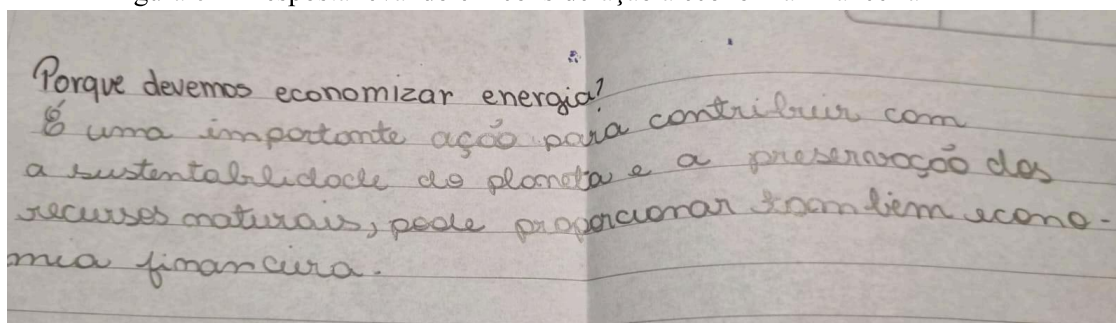 Porque devemos economizar energia?
É uma importante ação para contribuir com
a sustentabilidade do planeta e a preservação dos
recursos naturais, pode proporcionar também econo-
mia financeira.